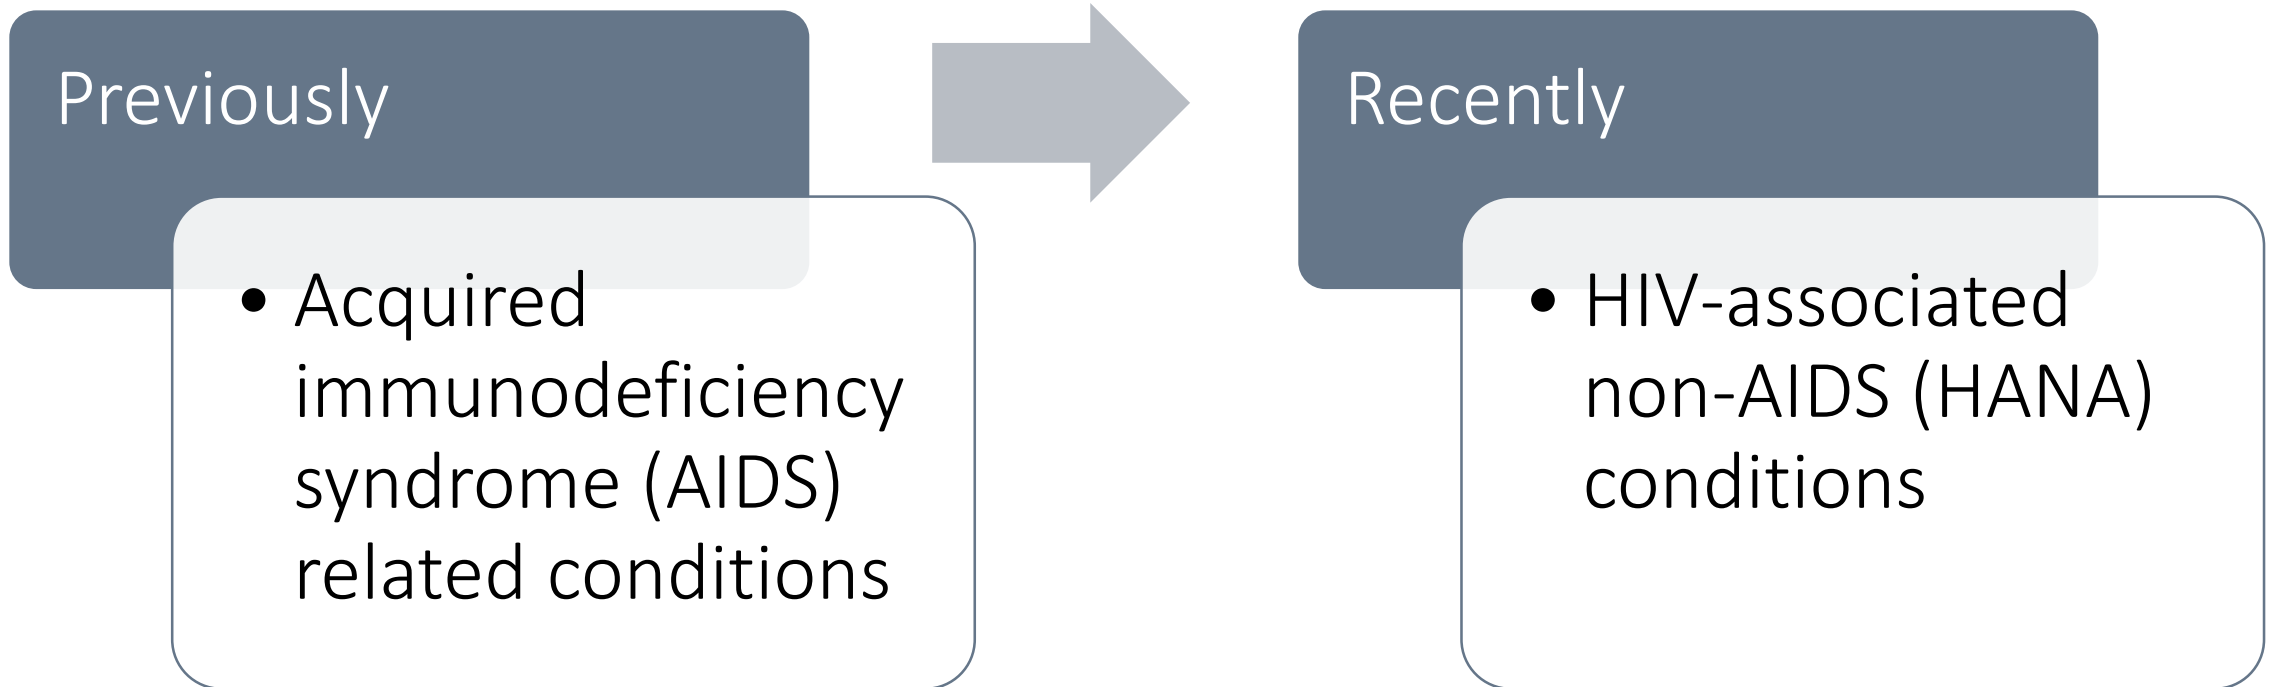 Previously
• Acquired
immunodeficiency
syndrome (AIDS)
related conditions
Recently
• HIV-associated
non-AIDS (HANA)
conditions